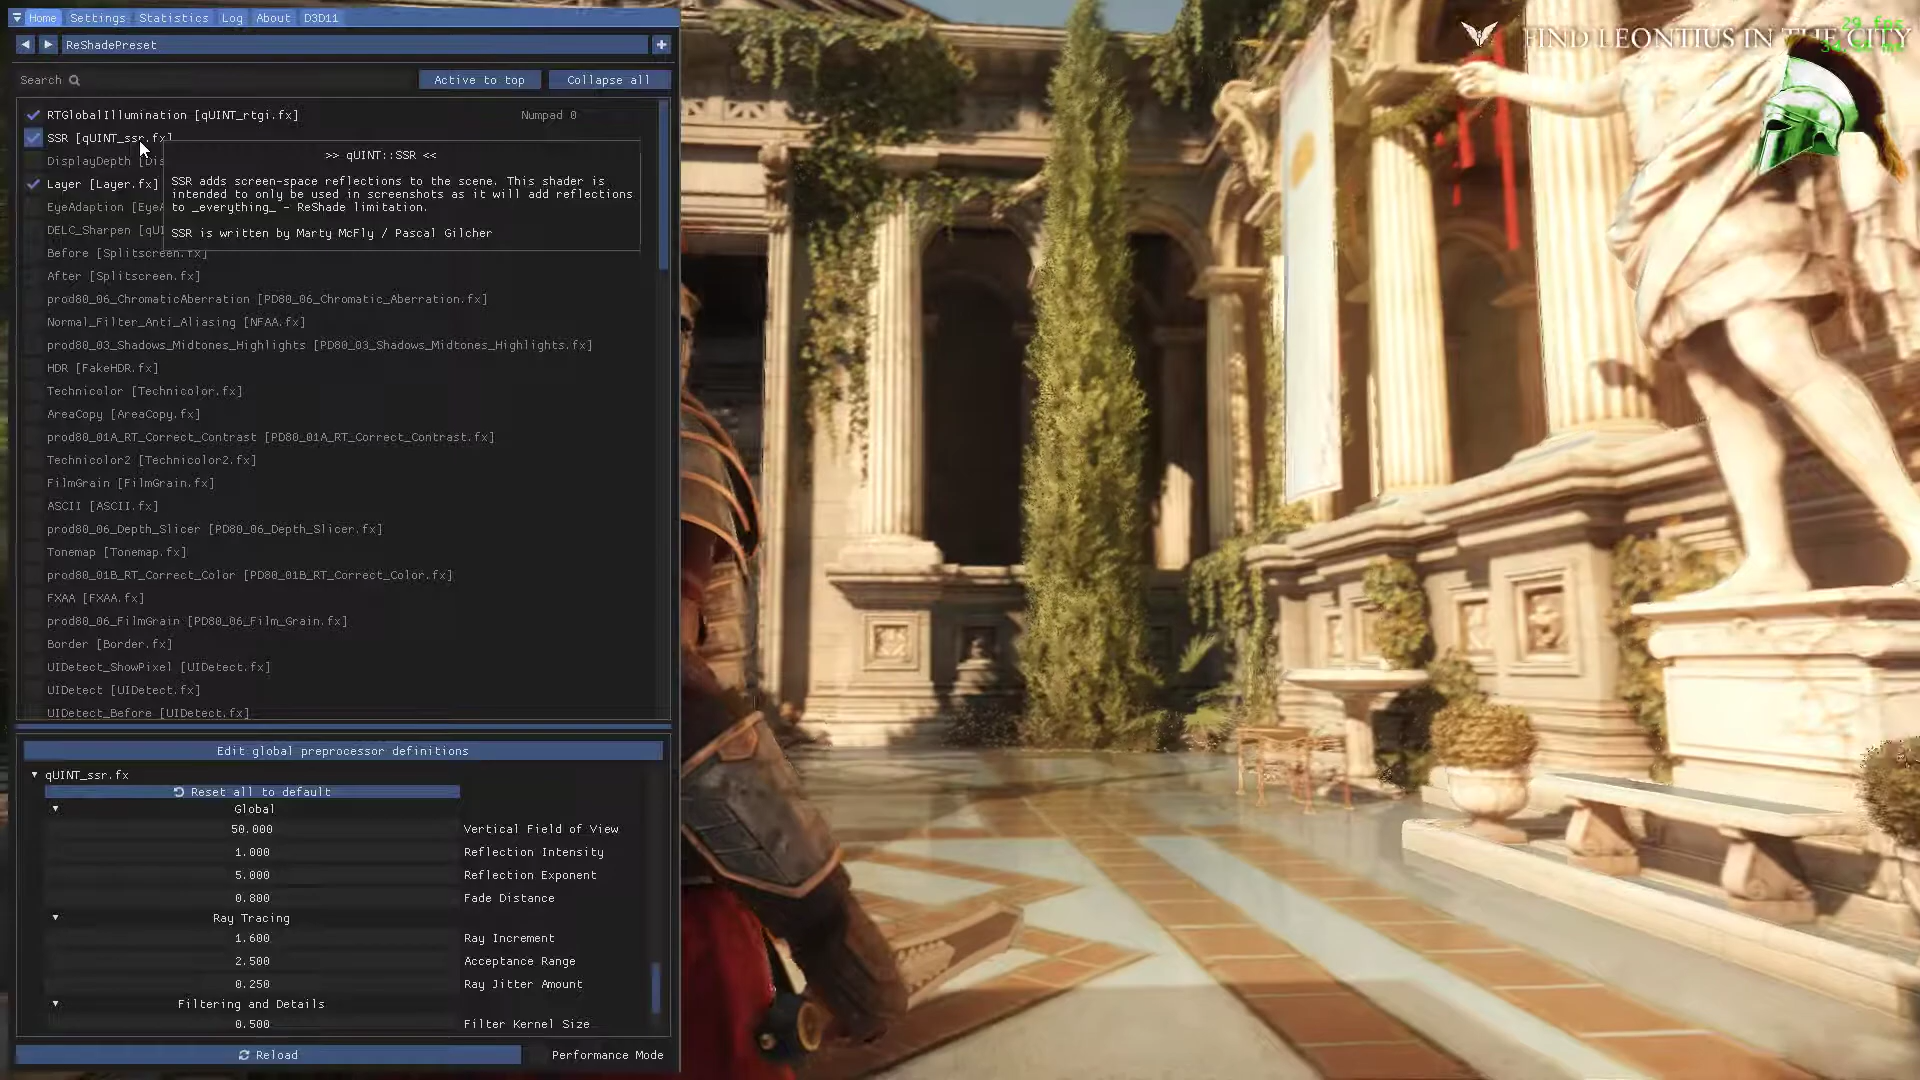 Home Settings Statistics Log About D3D11
ReShadePreset
+
Search
Active to top
Collapse all
RTGlobalIllumination [qUINT_rtgi.fx] Numpad 0
SSR [qUINT_ssr.fx]
>> qUINT::SSR <<
SSR adds screen-space reflections to the scene. This shader is
intended to only be used in screenshots as it will add reflections
to _everything_ - ReShade limitation.
SSR is written by Marty McFly / Pascal Gilcher
DisplayDepth [Dis
Layer [Layer.fx]
EyeAdaption [EyeA
DELC_Sharpen [qUI
Before [Splitscreen.fx]
After [Splitscreen.fx]
prod80_06_ChromaticAberration [PD80_06_Chromatic_Aberration.fx]
Normal_Filter_Anti_Aliasing [NFAA.fx]
prod80_03_Shadows_Midtones_Highlights [PD80_03_Shadows_Midtones_Highlights.fx]
HDR [FakeHDR.fx]
Technicolor [Technicolor.fx]
AreaCopy [AreaCopy.fx]
prod80_01A_RT_Correct_Contrast [PD80_01A_RT_Correct_Contrast.fx]
Technicolor2 [Technicolor2.fx]
FilmGrain [FilmGrain.fx]
ASCII [ASCII.fx]
prod80_06_Depth_Slicer [PD80_06_Depth_Slicer.fx]
Tonemap [Tonemap.fx]
prod80_01B_RT_Correct_Color [PD80_01B_RT_Correct_Color.fx]
FXAA [FXAA.fx]
prod80_06_FilmGrain [PD80_06_Film_Grain.fx]
Border [Border.fx]
UIDetect_ShowPixel [UIDetect.fx]
UIDetect [UIDetect.fx]
UIDetect_Before [UIDetect.fx]
Edit global preprocessor definitions
qUINT_ssr.fx
Reset all to default
Global
50.000 Vertical Field of View
1.000 Reflection Intensity
5.000 Reflection Exponent
0.800 Fade Distance
Ray Tracing
1.600 Ray Increment
2.500 Acceptance Range
0.250 Ray Jitter Amount
Filtering and Details
0.500 Filter Kernel Size
Reload
Performance Mode
29 fps
FIND LEONTIUS IN THE CITY